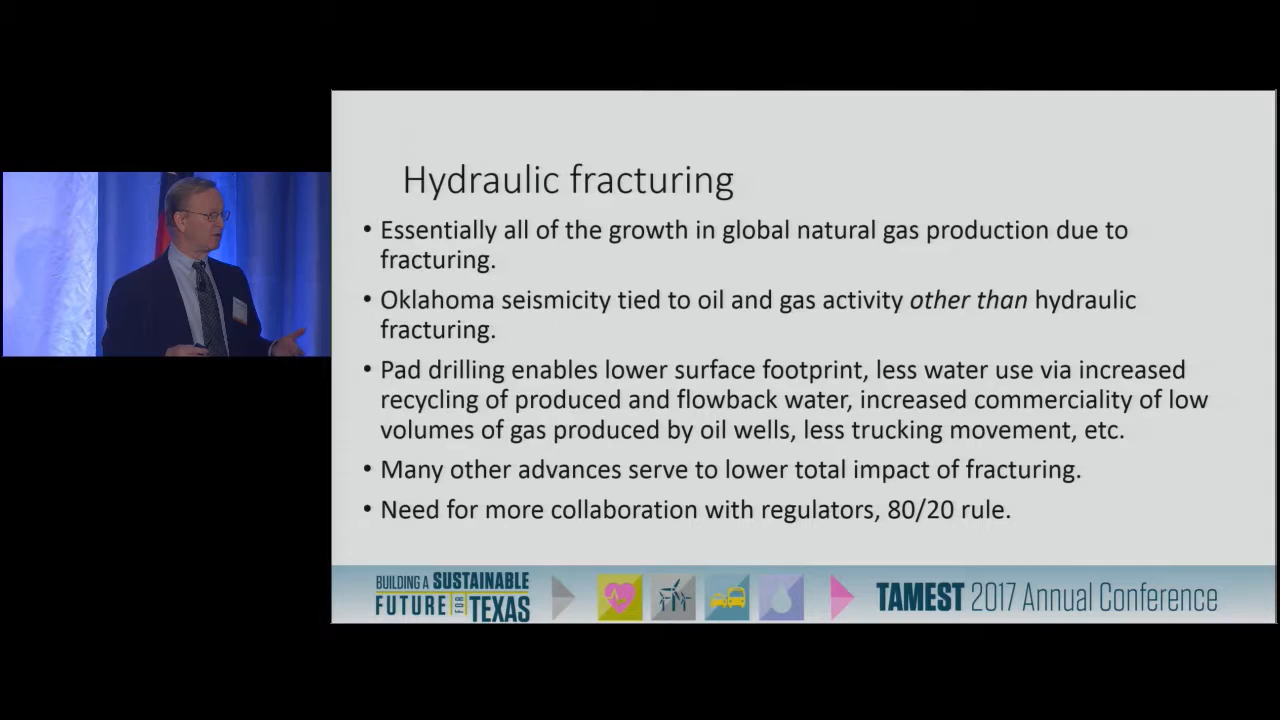 Hydraulic fracturing
• Essentially all of the growth in global natural gas production due to
fracturing.
• Oklahoma seismicity tied to oil and gas activity other than hydraulic
fracturing.
• Pad drilling enables lower surface footprint, less water use via increased
recycling of produced and flowback water, increased commerciality of low
volumes of gas produced by oil wells, less trucking movement, etc.
• Many other advances serve to lower total impact of fracturing.
• Need for more collaboration with regulators, 80/20 rule.
BUILDING A SUSTAINABLE
FUTURE FOR TEXAS
TAMEST 2017 Annual Conference